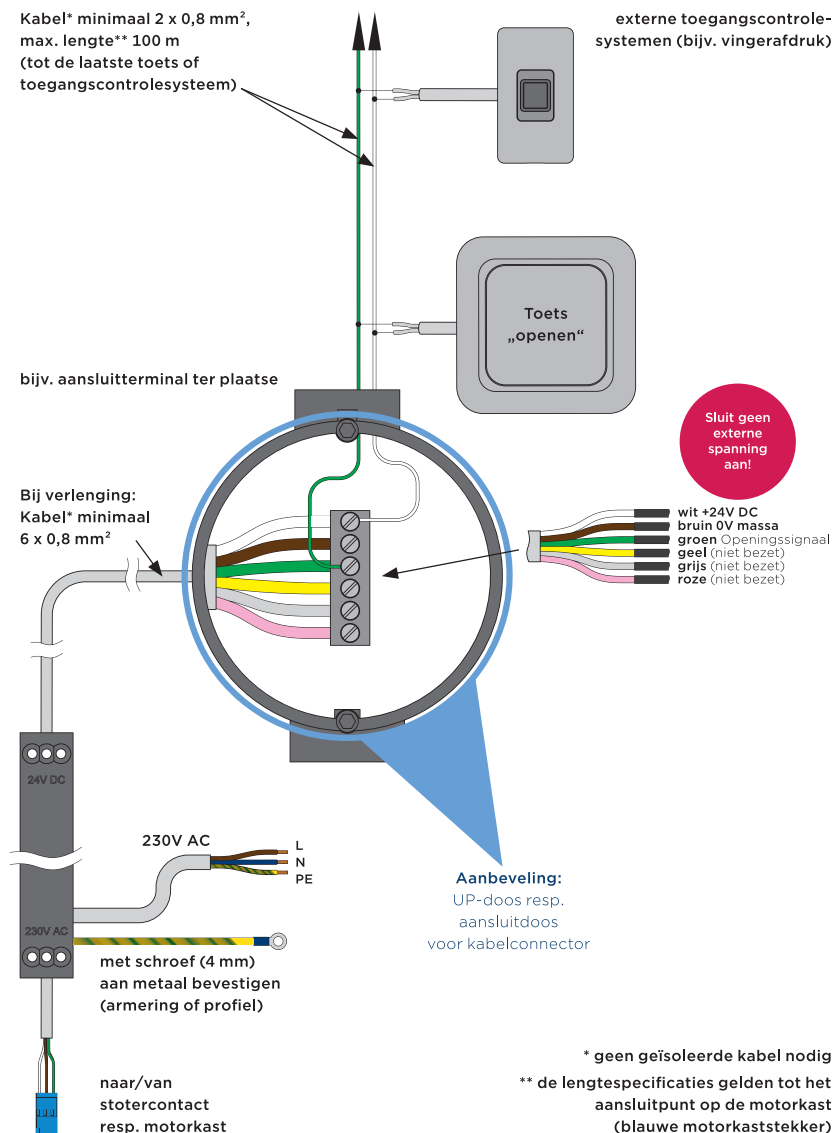 Kabel* minimaal 2 x 0,8 mm²,
max. lengte** 100 m
(tot de laatste toets of
toegangscontrolesysteem)
externe toegangscontrole-
systemen (bijv. vingerafdruk)
Toets
„openen“
bijv. aansluitterminal ter plaatse
Sluit geen
externe
spanning
aan!
Bij verlenging:
Kabel* minimaal
6 x 0,8 mm²
wit +24V DC
bruin 0V massa
groen Openingssignaal
geel (niet bezet)
grijs (niet bezet)
roze (niet bezet)
24V DC
230V AC
L
N
PE
230V AC
Aanbeveling:
UP-doos resp.
aansluitdoos
voor kabelconnector
met schroef (4 mm)
aan metaal bevestigen
(armering of profiel)
naar/van
stotercontact
resp. motorkast
* geen geïsoleerde kabel nodig
** de lengtespecificaties gelden tot het
aansluitpunt op de motorkast
(blauwe motorkaststekker)